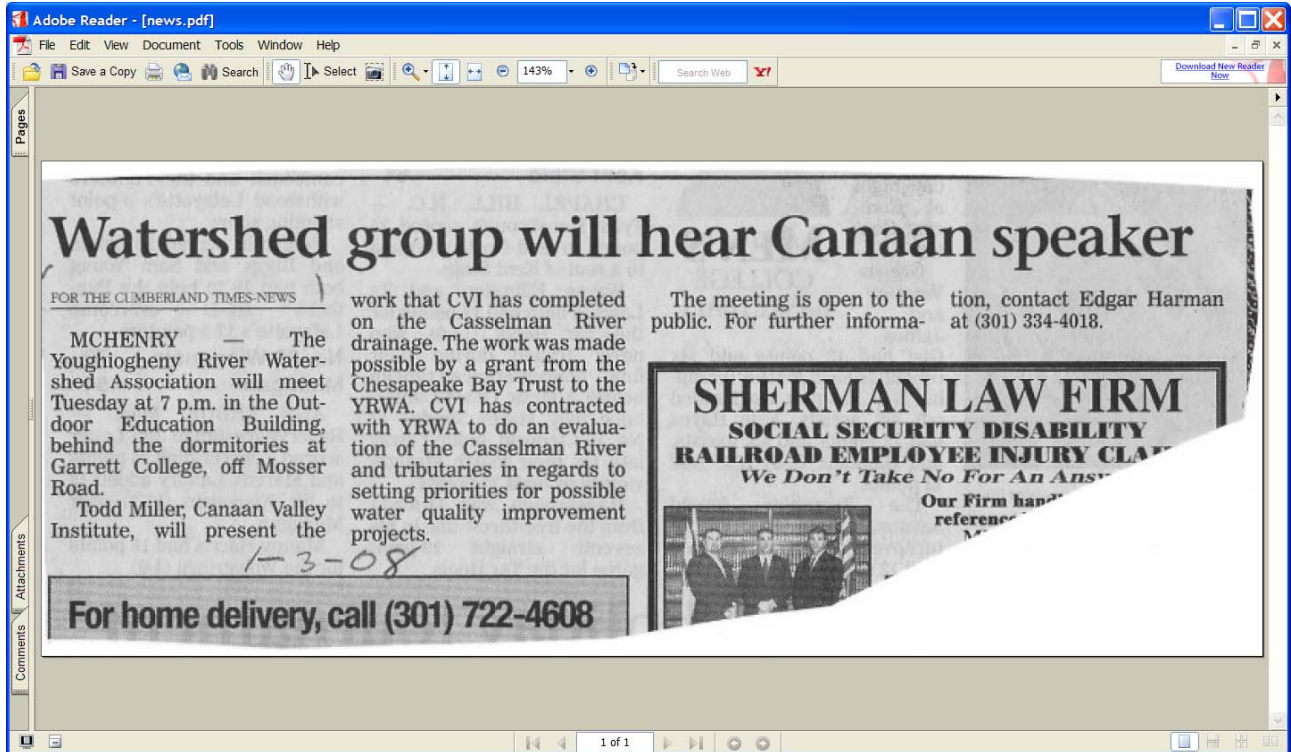 Adobe Reader - [news.pdf]
File Edit View Document Tools Window Help
Save a Copy Search Select 143% Search Web Y! Download New Reader Now
Pages
Attachments
Comments
Watershed group will hear Canaan speaker
FOR THE CUMBERLAND TIMES-NEWS
MCHENRY — The
Youghiogheny River Water-
shed Association will meet
Tuesday at 7 p.m. in the Out-
door Education Building,
behind the dormitories at
Garrett College, off Mosser
Road.
Todd Miller, Canaan Valley
Institute, will present the
work that CVI has completed
on the Casselman River
drainage. The work was made
possible by a grant from the
Chesapeake Bay Trust to the
YRWA. CVI has contracted
with YRWA to do an evalua-
tion of the Casselman River
and tributaries in regards to
setting priorities for possible
water quality improvement
projects.
1-3-08
The meeting is open to the
public. For further informa-
tion, contact Edgar Harman
at (301) 334-4018.
For home delivery, call (301) 722-4608
SHERMAN LAW FIRM
SOCIAL SECURITY DISABILITY
RAILROAD EMPLOYEE INJURY
We Don't Take No For An
Our Firm
1 of 1